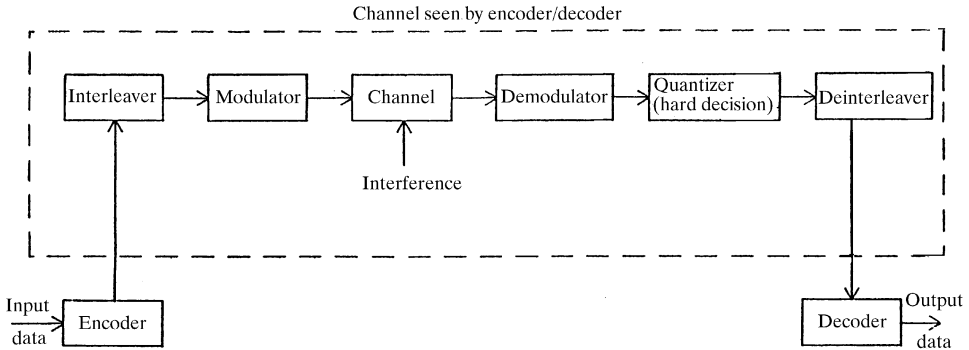 Channel seen by encoder/decoder
Interleaver
Modulator
Channel
Demodulator
Quantizer
(hard decision)
Deinterleaver
Interference
Input
data
Encoder
Decoder
Output
data